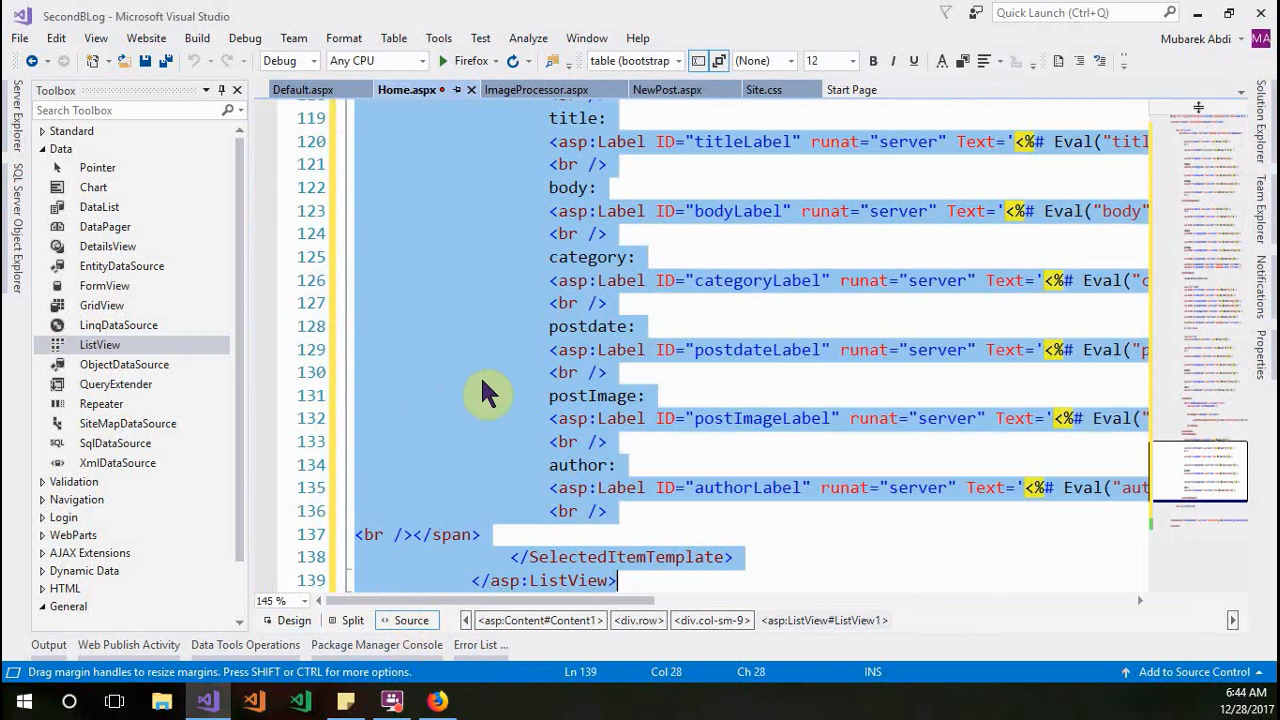 SecondBLog - Microsoft Visual Studio
Quick Launch (Ctrl+Q)
File Edit View Website Build Debug Team Format Table Tools Test Analyze Window Help
Mubarek Abdi MA
Debug Any CPU Firefox table (bootstrap (None) 12 B I U A
Toolbox
Default.aspx Home.aspx ImageProcessor.aspx NewPost.aspx Site.css Start Page
Search Toolbox
Standard
Data
Pointer
Chart
DataList
DataPager
DetailsView
EntityDataSource
FormView
GridView
LinqDataSource
ListView
ObjectDataSource
QueryExtender
Repeater
SiteMapDataSource
SqlDataSource
XmlDataSource
Validation
Navigation
Login
WebParts
AJAX Extensions
Dynamic Data
HTML
General
Server Explorer
SQL Server Object Explorer
119 title:
120 <asp:Label ID="titleLabel" runat="server" Text='<%# Eval("titl
121 <br />
122 body:
123 <asp:Label ID="bodyLabel" runat="server" Text='<%# Eval("body"
124 <br />
125 category:
126 <asp:Label ID="categoryLabel" runat="server" Text='<%# Eval("c
127 <br />
128 postdate:
129 <asp:Label ID="postdateLabel" runat="server" Text='<%# Eval("p
130 <br />
131 postImage:
132 <asp:Label ID="postImageLabel" runat="server" Text='<%# Eval("
133 <br />
134 author:
135 <asp:Label ID="authorLabel" runat="server" Text='<%# Eval("aut
136 <br />
137 <br /></span>
138 </SelectedItemTemplate>
139 </asp:ListView>
Solution Explorer
Team Explorer
Notifications
Properties
145 %
Design Split Source <asp:Content#Content1> <div.row> <div.col-sm-9> <asp:ListView#ListView1>
Output Web Publish Activity Data Tools Operations Package Manager Console Error List ...
Drag margin handles to resize margins. Press SHIFT or CTRL for more options. Ln 139 Col 28 Ch 28 INS Add to Source Control
6:44 AM
12/28/2017